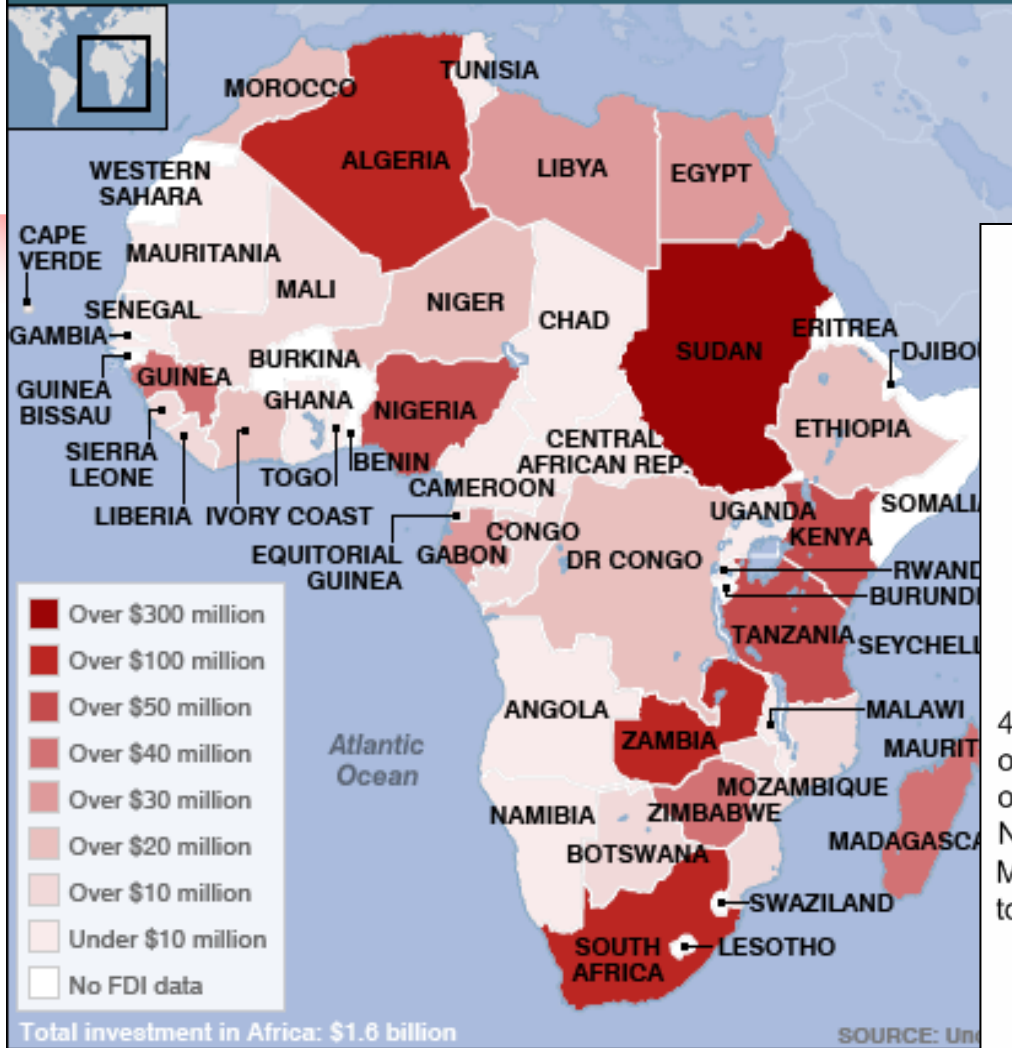 MOROCCO
TUNISIA
ALGERIA
LIBYA
EGYPT
WESTERN
SAHARA
CAPE
VERDE
MAURITANIA
MALI
NIGER
CHAD
SUDAN
ERITREA
DJIBOU
SENEGAL
GAMBIA
GUINEA
BISSAU
GUINEA
BURKINA
GHANA
NIGERIA
SIERRA
LEONE
LIBERIA
IVORY COAST
TOGO
BENIN
CENTRAL
AFRICAN REP.
CAMEROON
ETHIOPIA
SOMALI
UGANDA
KENYA
EQUITORIAL
GUINEA
GABON
CONGO
DR CONGO
RWAND
BURUNDI
TANZANIA
SEYCHELL
ANGOLA
ZAMBIA
MALAWI
MAURIT
MOZAMBIQUE
NAMIBIA
ZIMBABWE
MADAGASCA
BOTSWANA
SWAZILAND
SOUTH
AFRICA
LESOTHO
Atlantic
Ocean
Over $300 million
Over $100 million
Over $50 million
Over $40 million
Over $30 million
Over $20 million
Over $10 million
Under $10 million
No FDI data
Total investment in Africa: $1.6 billion
SOURCE: Un
4
o
o
N
M
to